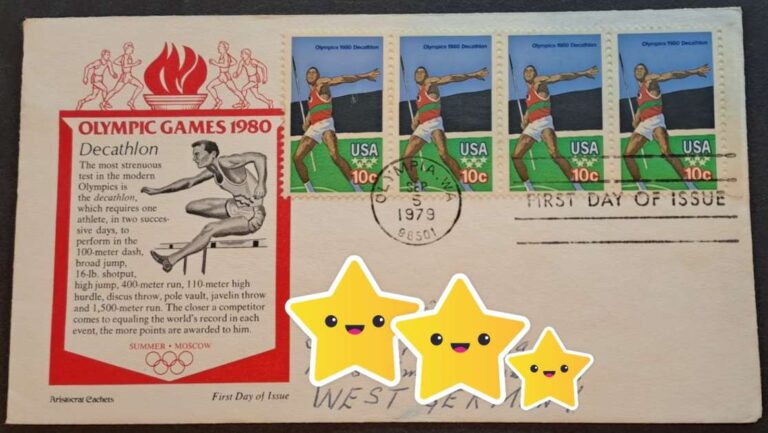 OLYMPIC GAMES 1980
Decathlon
The most strenuous
test in the modern
Olympics is
the decathlon,
which requires one
athlete, in two succes-
sive days, to
perform in the
100-meter dash,
broad jump,
16-lb. shotput,
high jump, 400-meter run, 110-meter high
hurdle, discus throw, pole vault, javelin throw
and 1,500-meter run. The closer a competitor
comes to equaling the world's record in each
event, the more points are awarded to him.
SUMMER • MOSCOW
Aristocrat Cachets
First Day of Issue
Olympics 1980 Decathlon
USA
10c
Olympics 1980 Decathlon
USA
10c
Olympics 1980 Decathlon
USA
10c
Olympics 1980 Decathlon
USA
10c
OLYMPIA, WA
SEP
5
1979
98501
FIRST DAY OF ISSUE
WEST GERMANY